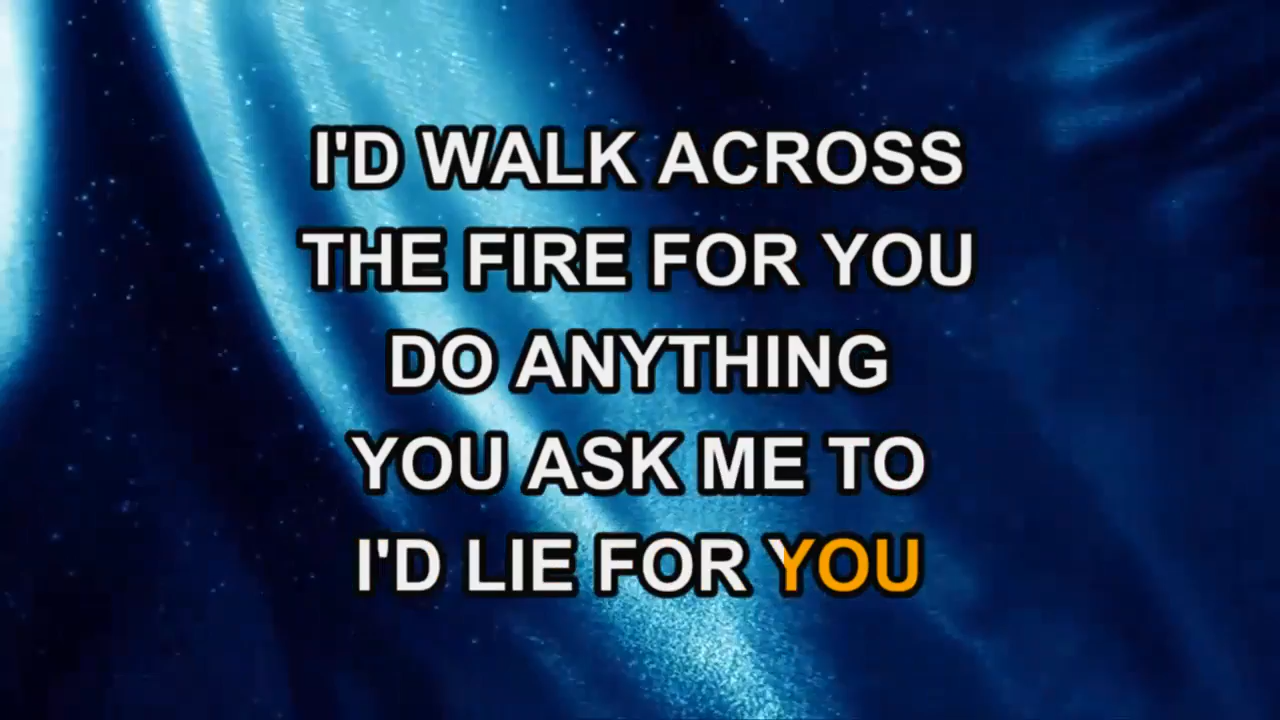 I'D WALK ACROSS
THE FIRE FOR YOU
DO ANYTHING
YOU ASK ME TO
I'D LIE FOR YOU